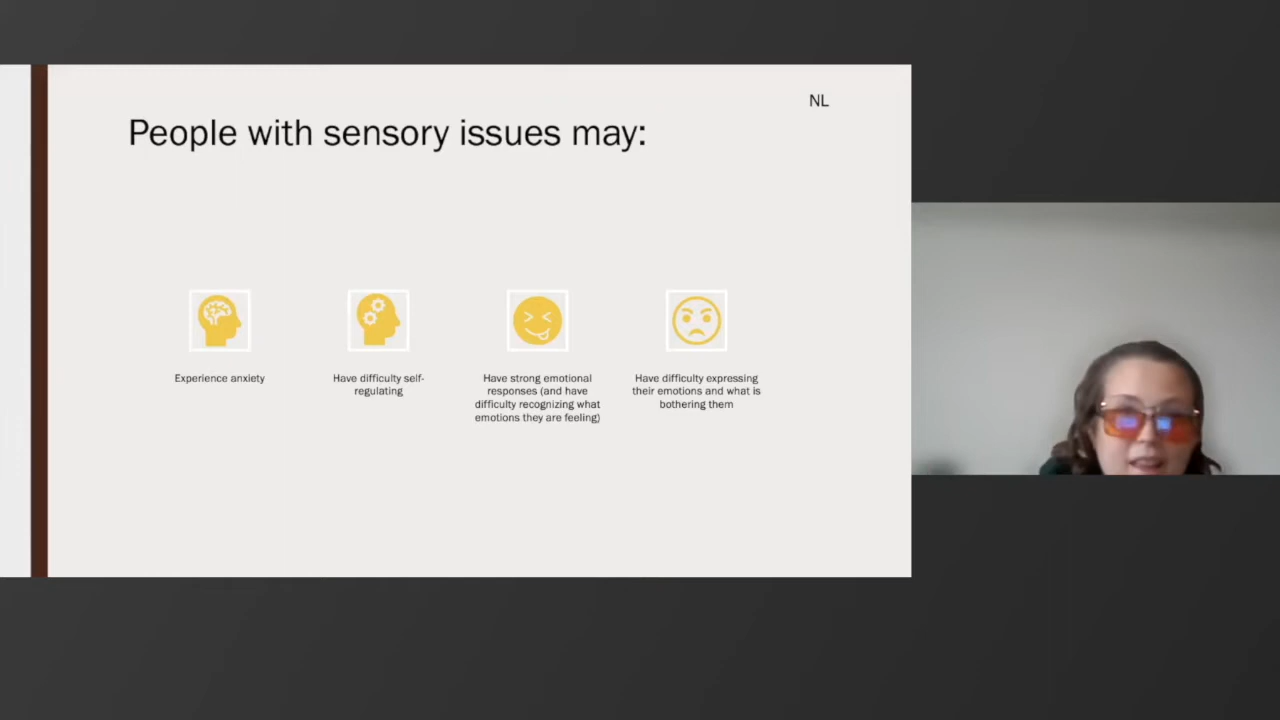 NL
People with sensory issues may:
Experience anxiety
Have difficulty self-
regulating
Have strong emotional
responses (and have
difficulty recognizing what
emotions they are feeling)
Have difficulty expressing
their emotions and what is
bothering them